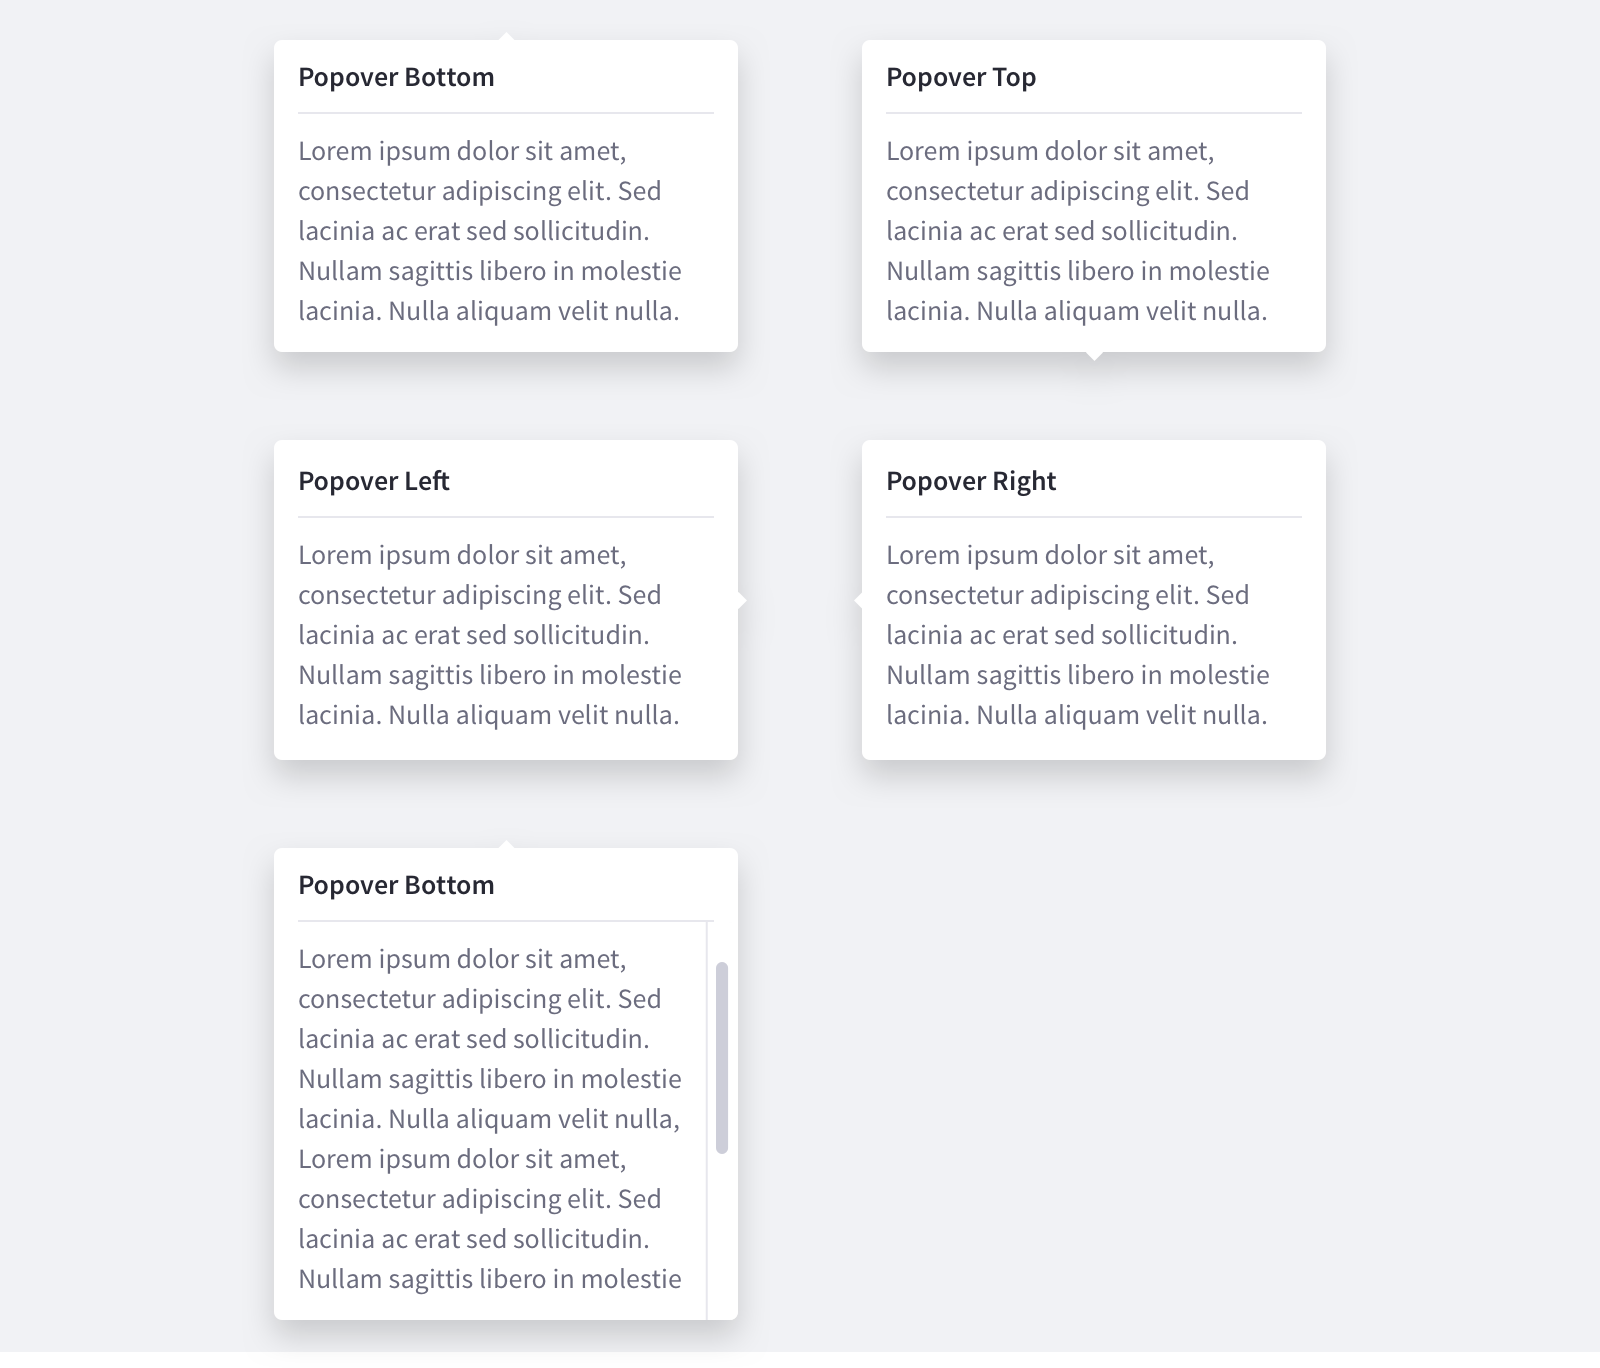 Popover Bottom
Lorem ipsum dolor sit amet,
consectetur adipiscing elit. Sed
lacinia ac erat sed sollicitudin.
Nullam sagittis libero in molestie
lacinia. Nulla aliquam velit nulla.
Popover Top
Lorem ipsum dolor sit amet,
consectetur adipiscing elit. Sed
lacinia ac erat sed sollicitudin.
Nullam sagittis libero in molestie
lacinia. Nulla aliquam velit nulla.
Popover Left
Lorem ipsum dolor sit amet,
consectetur adipiscing elit. Sed
lacinia ac erat sed sollicitudin.
Nullam sagittis libero in molestie
lacinia. Nulla aliquam velit nulla.
Popover Right
Lorem ipsum dolor sit amet,
consectetur adipiscing elit. Sed
lacinia ac erat sed sollicitudin.
Nullam sagittis libero in molestie
lacinia. Nulla aliquam velit nulla.
Popover Bottom
Lorem ipsum dolor sit amet,
consectetur adipiscing elit. Sed
lacinia ac erat sed sollicitudin.
Nullam sagittis libero in molestie
lacinia. Nulla aliquam velit nulla,
Lorem ipsum dolor sit amet,
consectetur adipiscing elit. Sed
lacinia ac erat sed sollicitudin.
Nullam sagittis libero in molestie